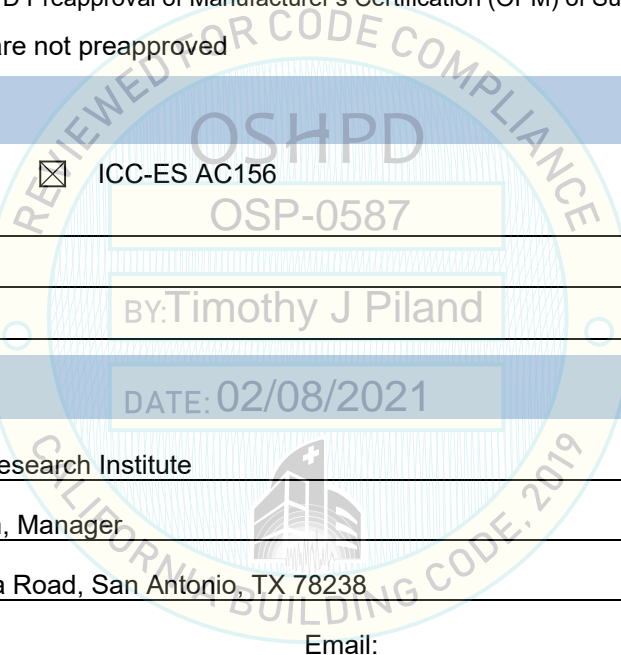 D Preapproval of Manufacturer's Certification (OPM) of Su
are not preapproved
REVIEWED FOR CODE COMPLIANCE
OSHPD
ICC-ES AC156
OSP-0587
BY: Timothy J Piland
DATE: 02/08/2021
esearch Institute
, Manager
a Road, San Antonio, TX 78238
CALIFORNIA BUILDING CODE, 2019
Email: